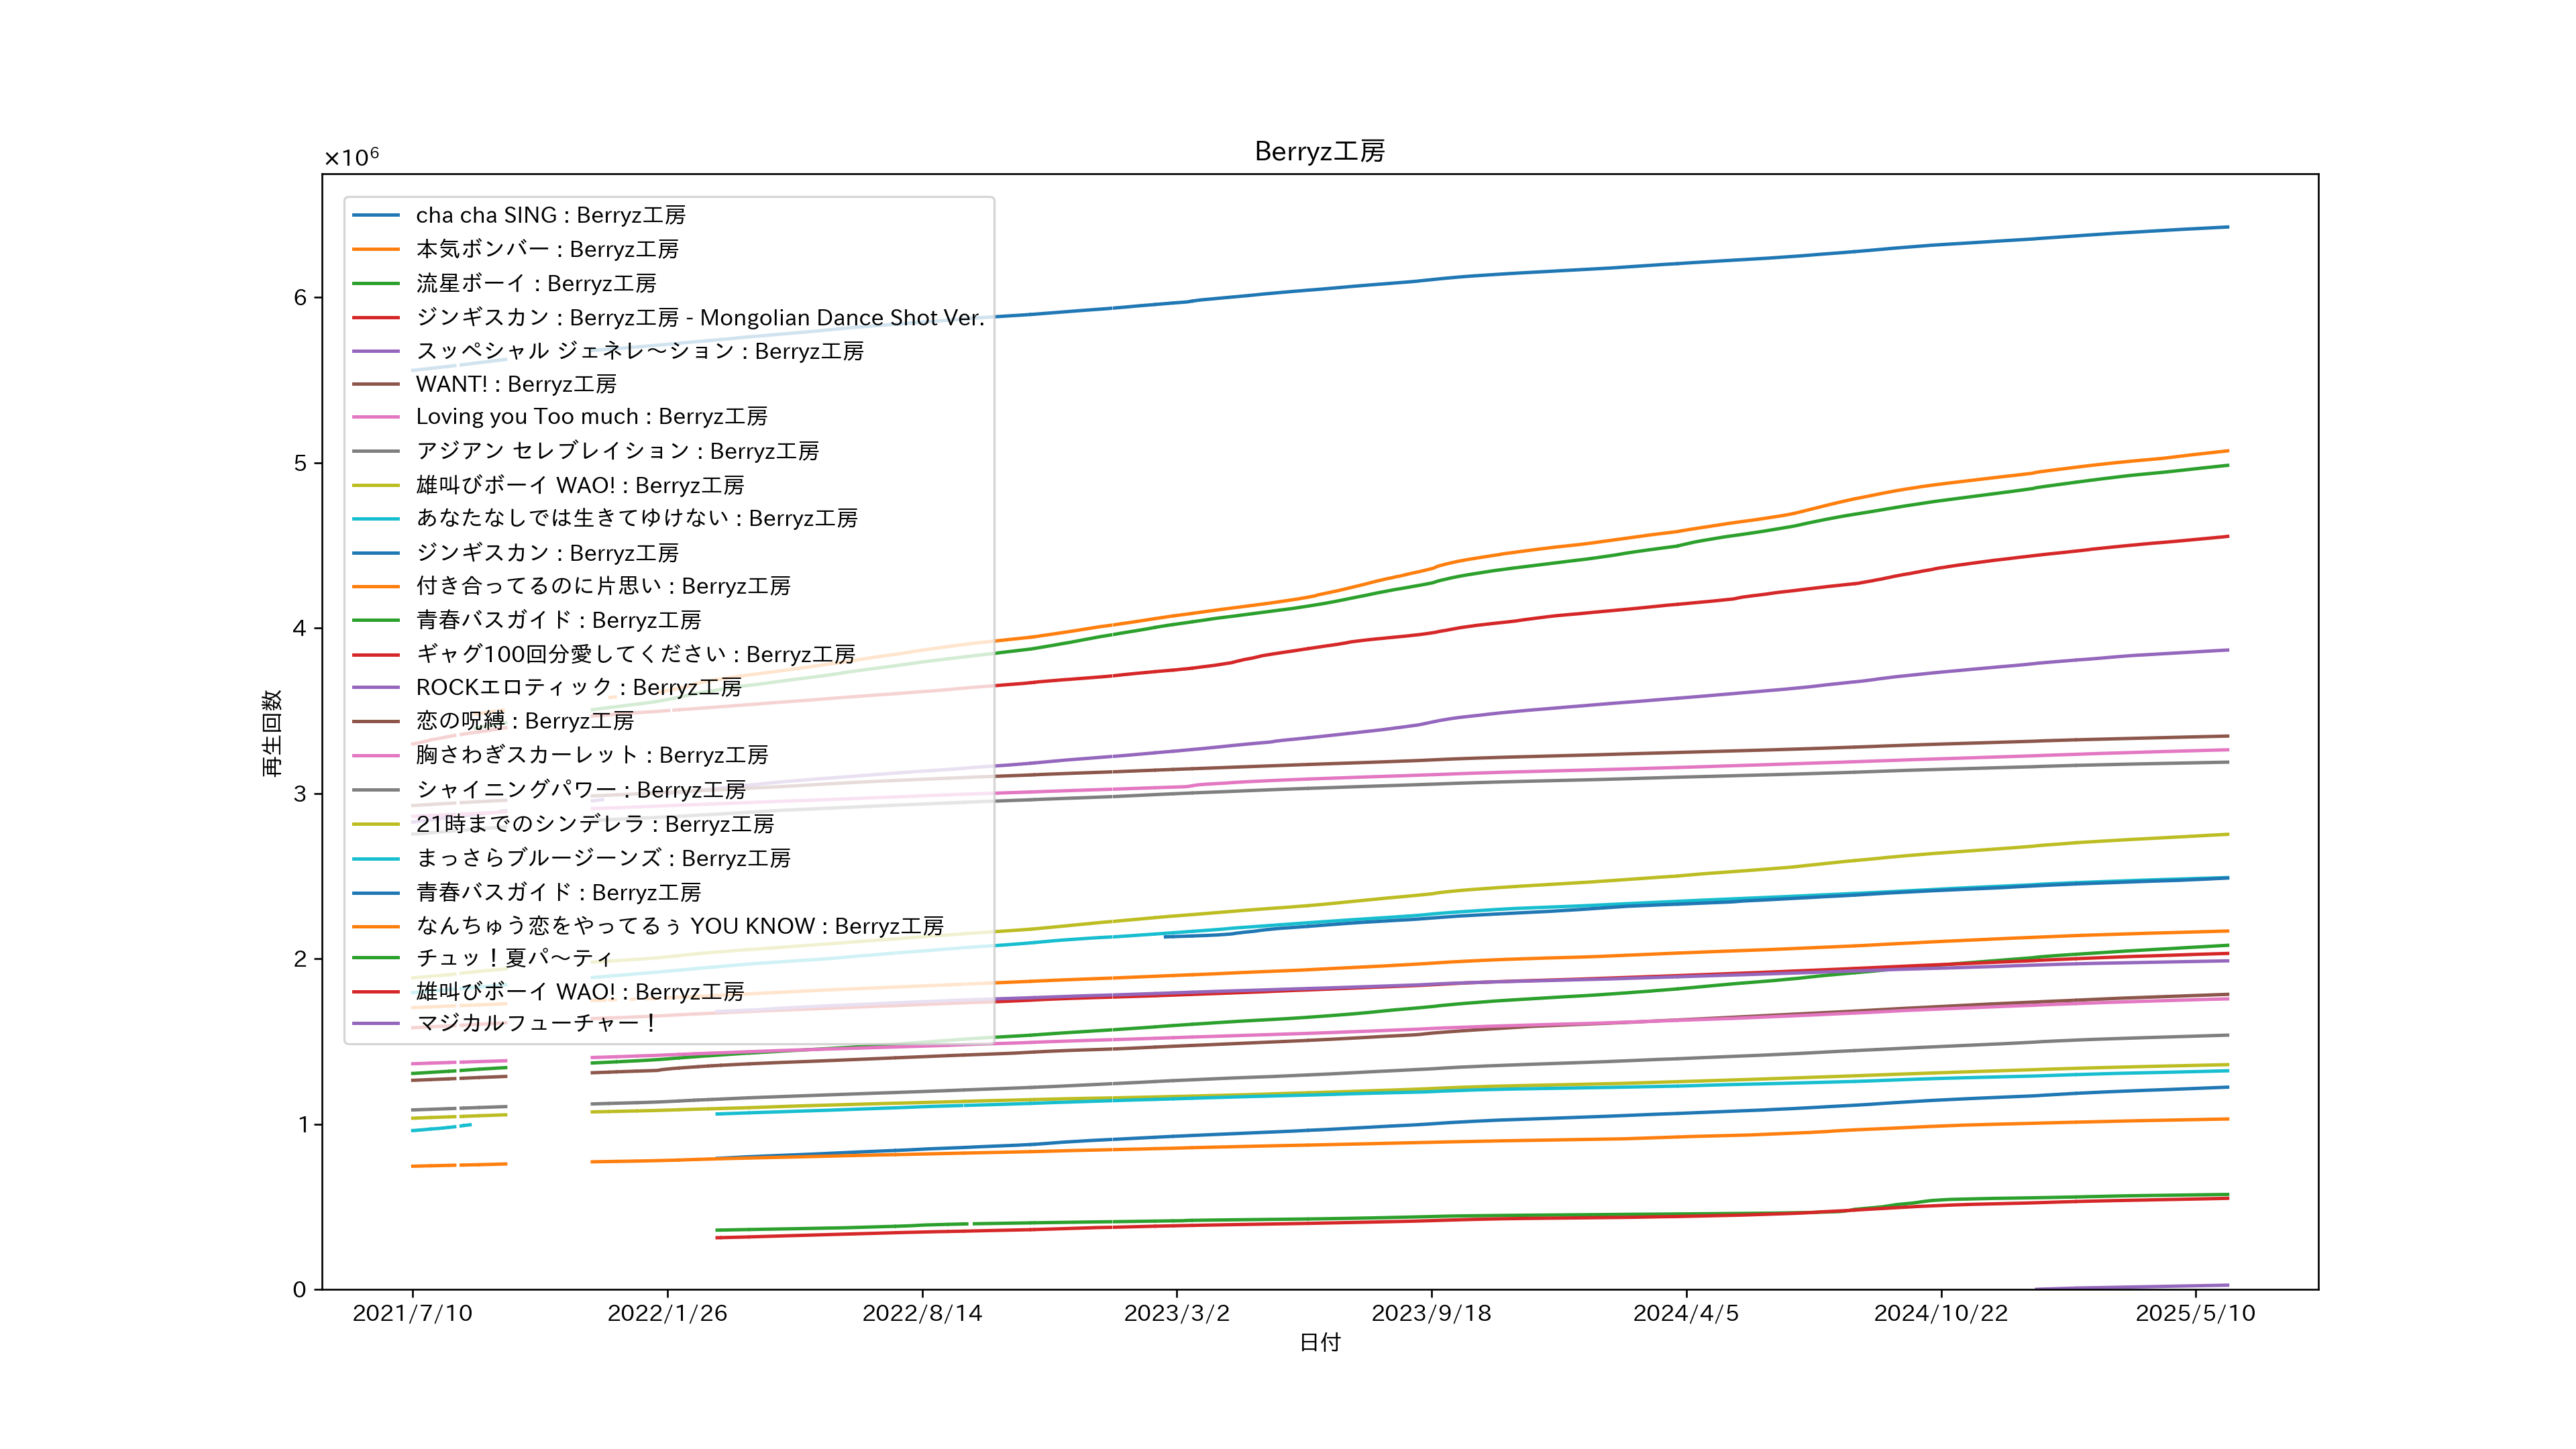 Berryz工房
×10⁶
cha cha SING : Berryz工房
本気ボンバー : Berryz工房
流星ボーイ : Berryz工房
ジンギスカン : Berryz工房 - Mongolian Dance Shot Ver.
スッペシャル ジェネレ～ション : Berryz工房
WANT! : Berryz工房
Loving you Too much : Berryz工房
アジアン セレブレイション : Berryz工房
雄叫びボーイ WAO! : Berryz工房
あなたなしでは生きてゆけない : Berryz工房
ジンギスカン : Berryz工房
付き合ってるのに片思い : Berryz工房
青春バスガイド : Berryz工房
ギャグ100回分愛してください : Berryz工房
ROCKエロティック : Berryz工房
恋の呪縛 : Berryz工房
胸さわぎスカーレット : Berryz工房
シャイニングパワー : Berryz工房
21時までのシンデレラ : Berryz工房
まっさらブルージーンズ : Berryz工房
青春バスガイド : Berryz工房
なんちゅう恋をやってるぅ YOU KNOW : Berryz工房
チュッ！夏パ～ティ
雄叫びボーイ WAO! : Berryz工房
マジカルフューチャー！
再生回数
6
5
4
3
2
1
0
2021/7/10
2022/1/26
2022/8/14
2023/3/2
2023/9/18
2024/4/5
2024/10/22
2025/5/10
日付